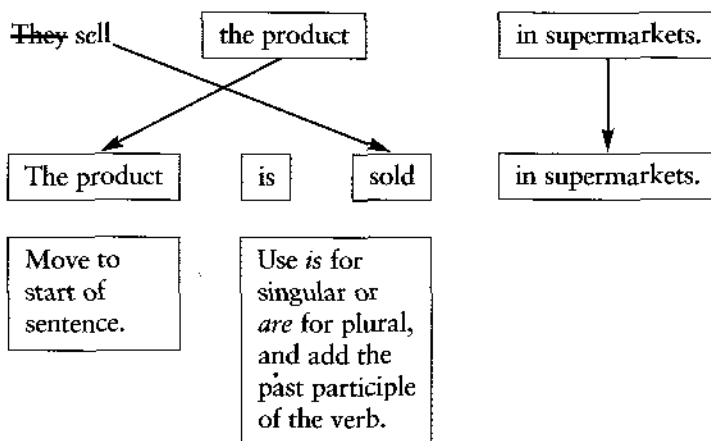 They sell the product in supermarkets.
The product is sold in supermarkets.
Move to
start of
sentence.
Use is for
singular or
are for plural,
and add the
past participle
of the verb.